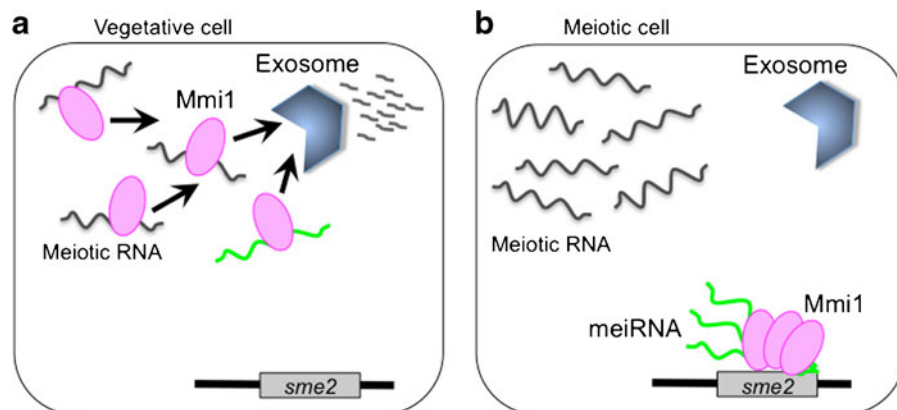 a
Vegetative cell
Exosome
Mmi1
Meiotic RNA
sme2
b
Meiotic cell
Exosome
Meiotic RNA
Mmi1
meiRNA
sme2